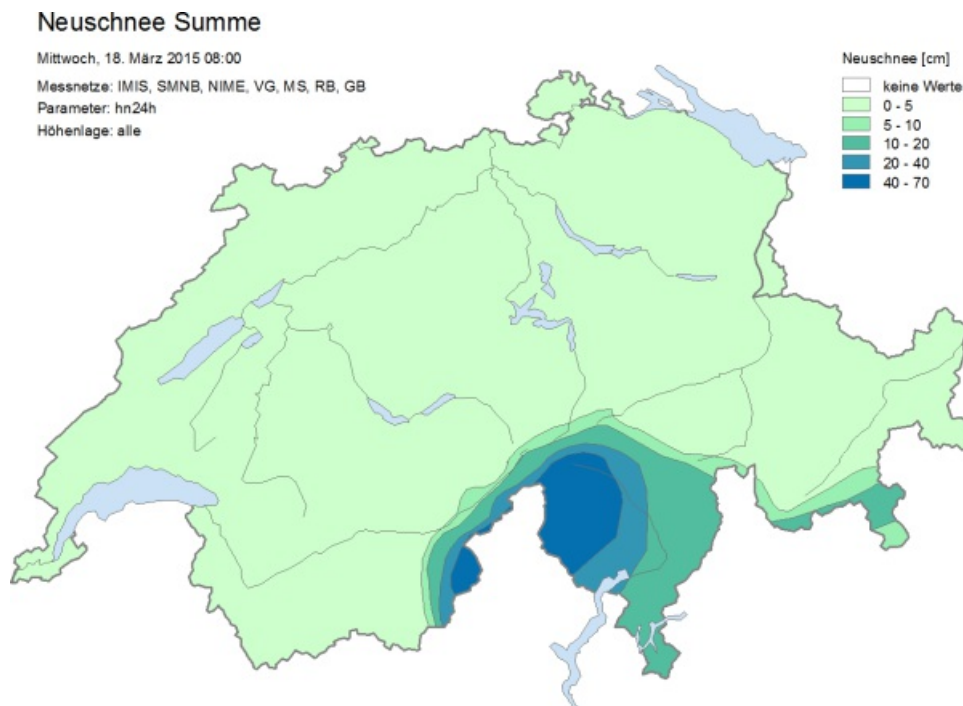 Neuschnee Summe
Mittwoch, 18. März 2015 08:00
Messnetze: IMIS, SMNB, NIME, VG, MS, RB, GB
Parameter: hn24h
Höhenlage: alle
Neuschnee [cm]
keine Werte
0 - 5
5 - 10
10 - 20
20 - 40
40 - 70